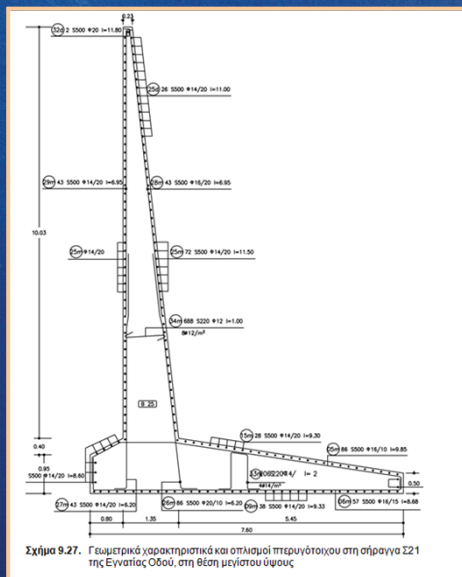 0.23
32d 2 S500 Φ20 l=11.80
25d 26 S500 Φ14/20 l=11.00
29m 43 S500 Φ14/20 l=6.95
28m 43 S500 Φ16/20 l=6.95
10.03
25m Φ14/20
25m 72 S500 Φ14/20 l=11.50
34m 688 S220 Φ12 l=1.00
8Φ12/m²
B 25
0.40
15m 28 S500 Φ14/20 l=9.30
05m 86 S500 Φ16/10 l=9.85
0.95
S500 Φ14/20 l=8.60
4Φ14/m²
0.50
27m 43 S500 Φ14/20 l=6.20
26m 86 S500 Φ20/10 l=6.20
09m 38 S500 Φ14/20 l=9.33
06m 57 S500 Φ16/15 l=8.68
0.80
1.35
5.45
7.60
Σχήμα 9.27. Γεωμετρικά χαρακτηριστικά και οπλισμοί πτερυγότοιχου στη σήραγγα Σ21
της Εγνατίας Οδού, στη θέση μεγίστου ύψους